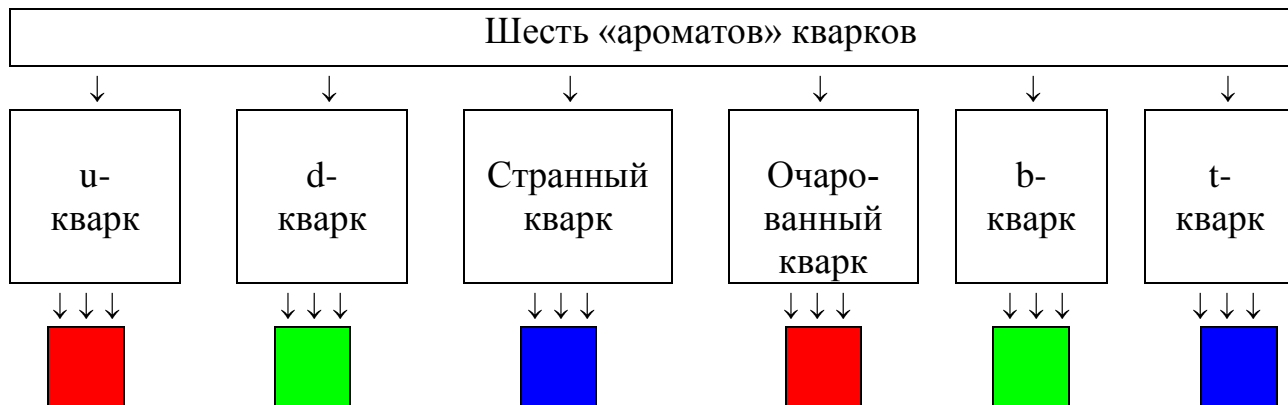 Шесть «ароматов» кварков
↓ ↓ ↓ ↓ ↓ ↓
u-
кварк
d-
кварк
Странный
кварк
Очаро-
ванный
кварк
b-
кварк
t-
кварк
↓↓↓ ↓↓↓ ↓↓↓ ↓↓↓ ↓↓↓ ↓↓↓